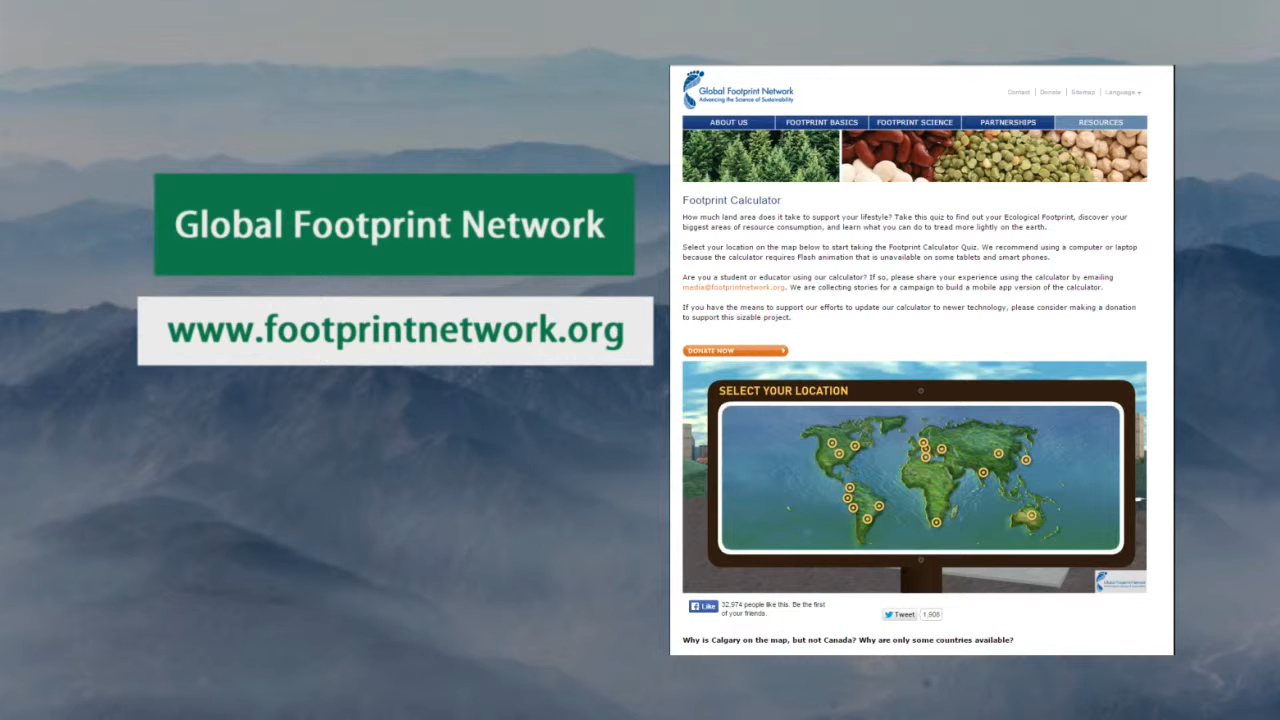 Global Footprint Network
www.footprintnetwork.org
Global Footprint Network
Advancing the Science of Sustainability
Contact | Donate | Sitemap | Language
ABOUT US
FOOTPRINT BASICS
FOOTPRINT SCIENCE
PARTNERSHIPS
RESOURCES
Footprint Calculator
How much land area does it take to support your lifestyle? Take this quiz to find out your Ecological Footprint, discover your
biggest areas of resource consumption, and learn what you can do to tread more lightly on the earth.
Select your location on the map below to start taking the Footprint Calculator Quiz. We recommend using a computer or laptop
because the calculator requires Flash animation that is unavailable on some tablets and smart phones.
Are you a student or educator using our calculator? If so, please share your experience using the calculator by emailing
media@footprintnetwork.org. We are collecting stories for a campaign to build a mobile app version of the calculator.
If you have the means to support our efforts to update our calculator to newer technology, please consider making a donation
to support this sizable project.
DONATE NOW
SELECT YOUR LOCATION
Global Footprint Network
Like
32,974 people like this. Be the first
of your friends.
Tweet
1,906
Why is Calgary on the map, but not Canada? Why are only some countries available?